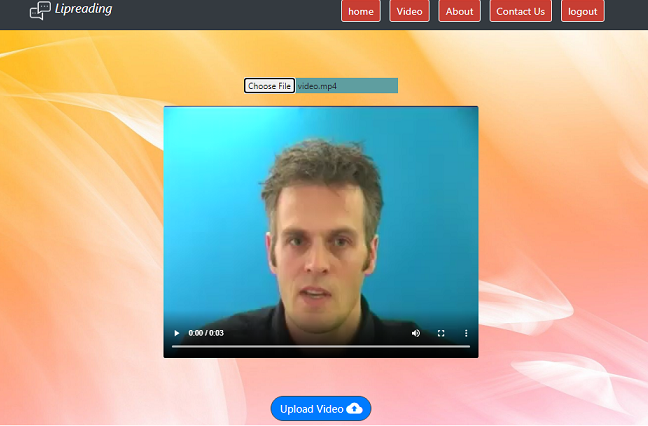 Lipreading
home
Video
About
Contact Us
logout
Choose File video.mp4
0:00 / 0:03
Upload Video